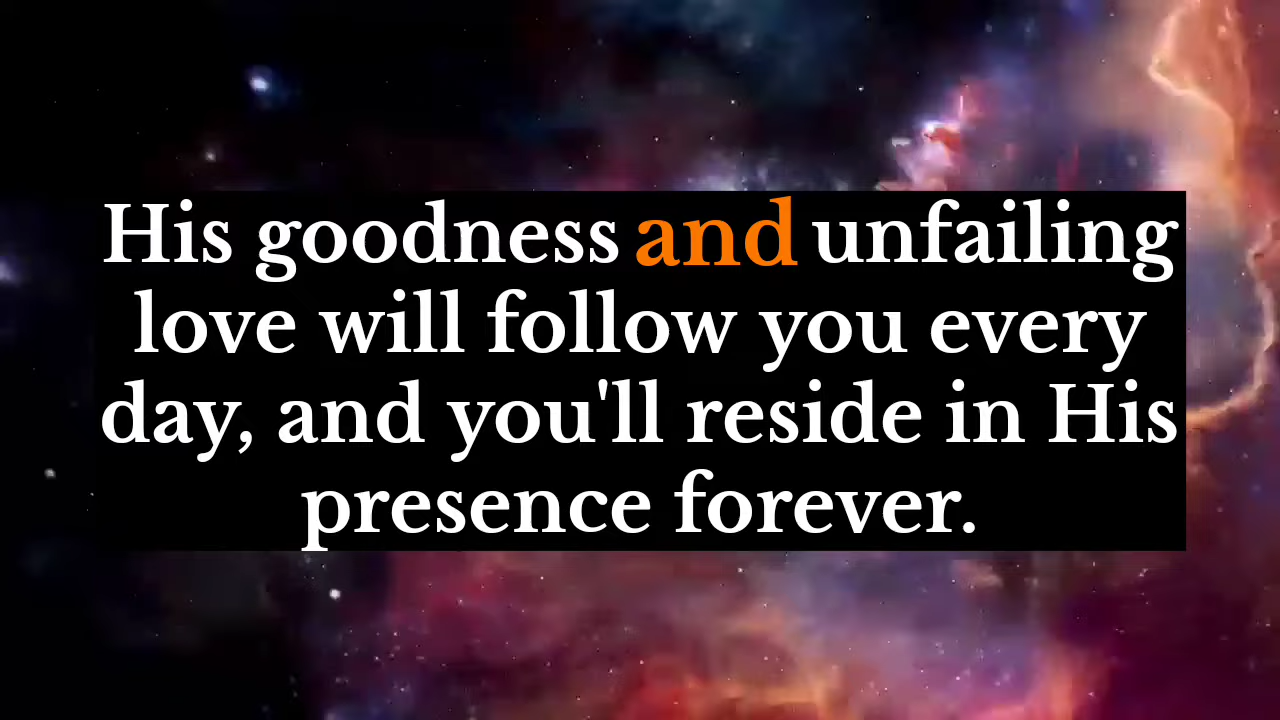 His goodness and unfailing
love will follow you every
day, and you'll reside in His
presence forever.